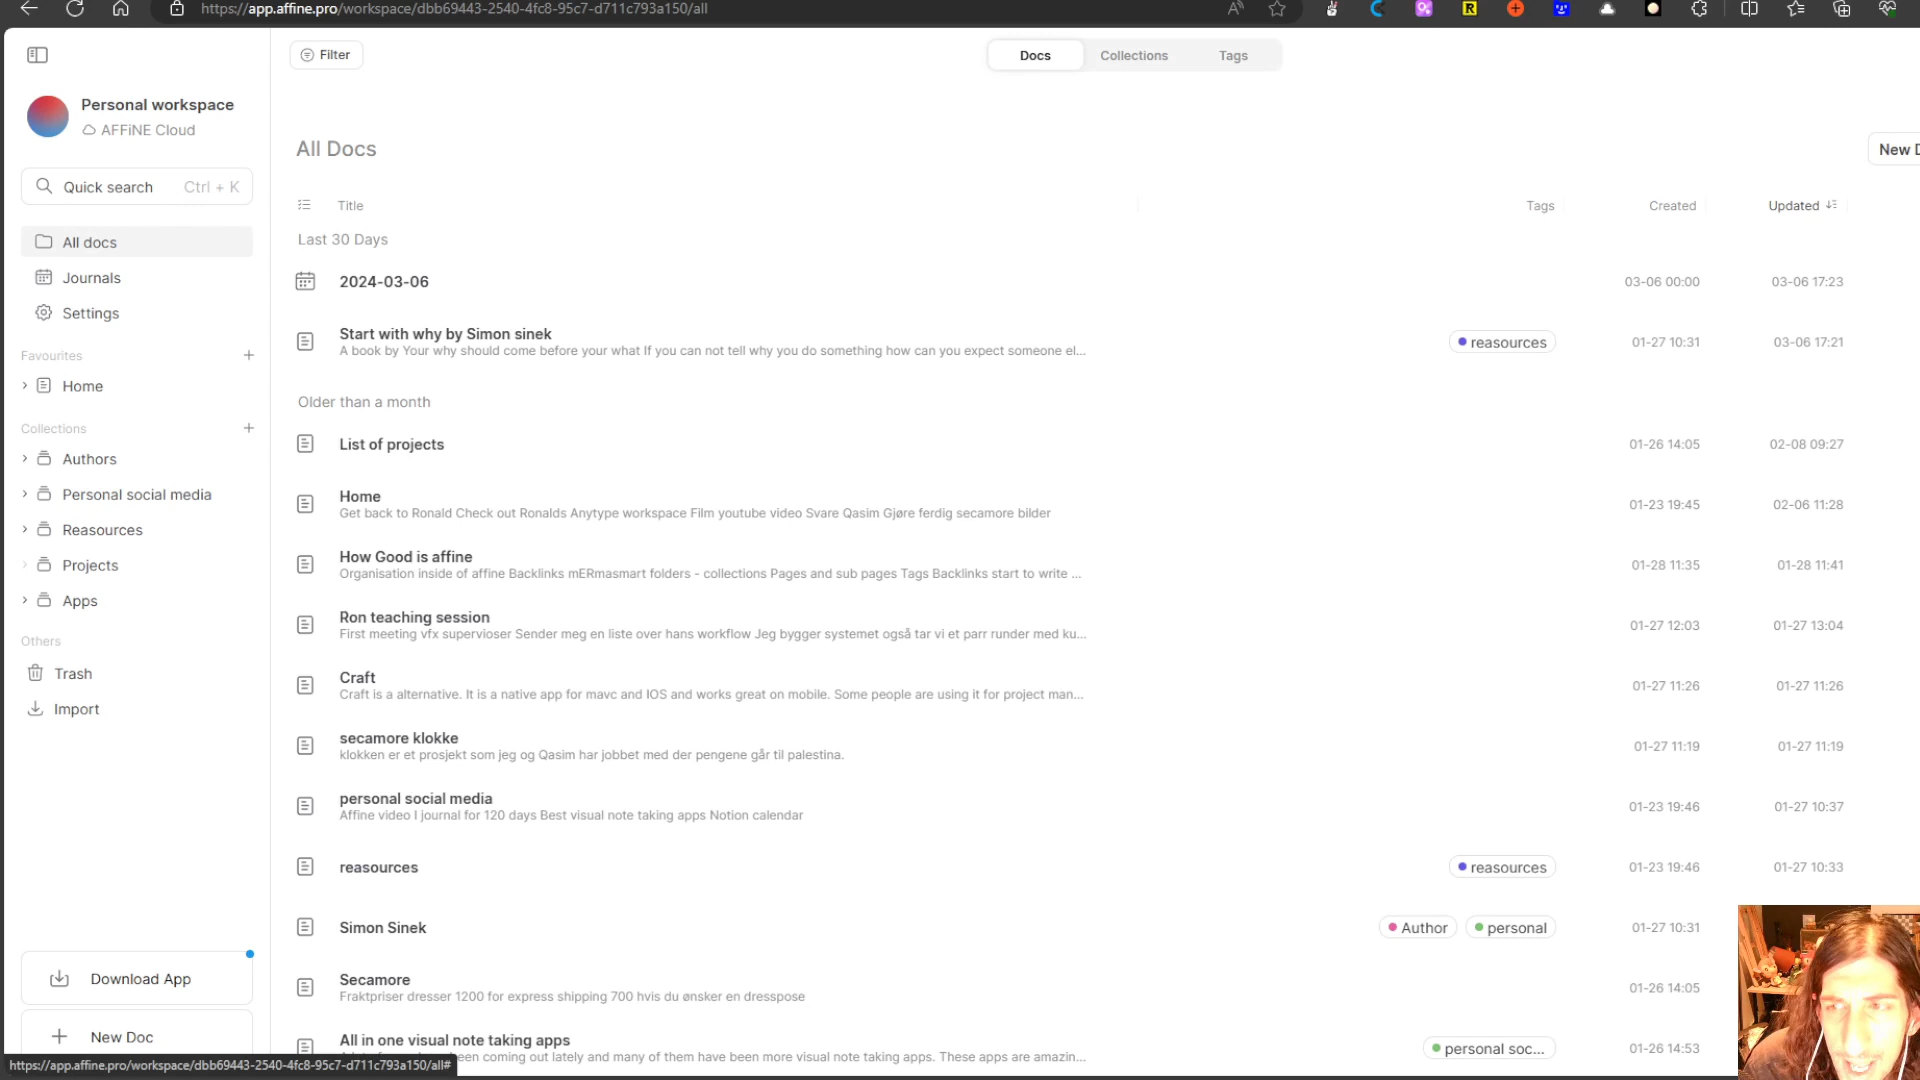 https://app.affine.pro/workspace/dbb69443-2540-4fc8-95c7-d711c793a150/all
Filter
Docs
Collections
Tags
Personal workspace
AFFiNE Cloud
All Docs
New D
Quick search
Ctrl + K
Title
Tags
Created
Updated
All docs
Journals
Settings
Favourites
Home
Collections
Authors
Personal social media
Reasources
Projects
Apps
Others
Trash
Import
Download App
New Doc
Last 30 Days
2024-03-06
03-06 00:00
03-06 17:23
Start with why by Simon sinek
A book by Your why should come before your what If you can not tell why you do something how can you expect someone el...
reasources
01-27 10:31
03-06 17:21
Older than a month
List of projects
01-26 14:05
02-08 09:27
Home
Get back to Ronald Check out Ronalds Anytype workspace Film youtube video Svare Qasim Gjøre ferdig secamore bilder
01-23 19:45
02-06 11:28
How Good is affine
Organisation inside of affine Backlinks mERmasmart folders - collections Pages and sub pages Tags Backlinks start to write ...
01-28 11:35
01-28 11:41
Ron teaching session
First meeting vfx supervioser Sender meg en liste over hans workflow Jeg bygger systemet også tar vi et parr runder med ku...
01-27 12:03
01-27 13:04
Craft
Craft is a alternative. It is a native app for mavc and IOS and works great on mobile. Some people are using it for project man...
01-27 11:26
01-27 11:26
secamore klokke
klokken er et prosjekt som jeg og Qasim har jobbet med der pengene går til palestina.
01-27 11:19
01-27 11:19
personal social media
Affine video I journal for 120 days Best visual note taking apps Notion calendar
01-23 19:46
01-27 10:37
reasources
reasources
01-23 19:46
01-27 10:33
Simon Sinek
Author
personal
01-27 10:31
Secamore
Fraktpriser dresser 1200 for express shipping 700 hvis du ønsker en dresspose
01-26 14:05
All in one visual note taking apps
een coming out lately and many of them have been more visual note taking apps. These apps are amazin...
personal soc...
01-26 14:53
https://app.affine.pro/workspace/dbb69443-2540-4fc8-95c7-d711c793a150/all#